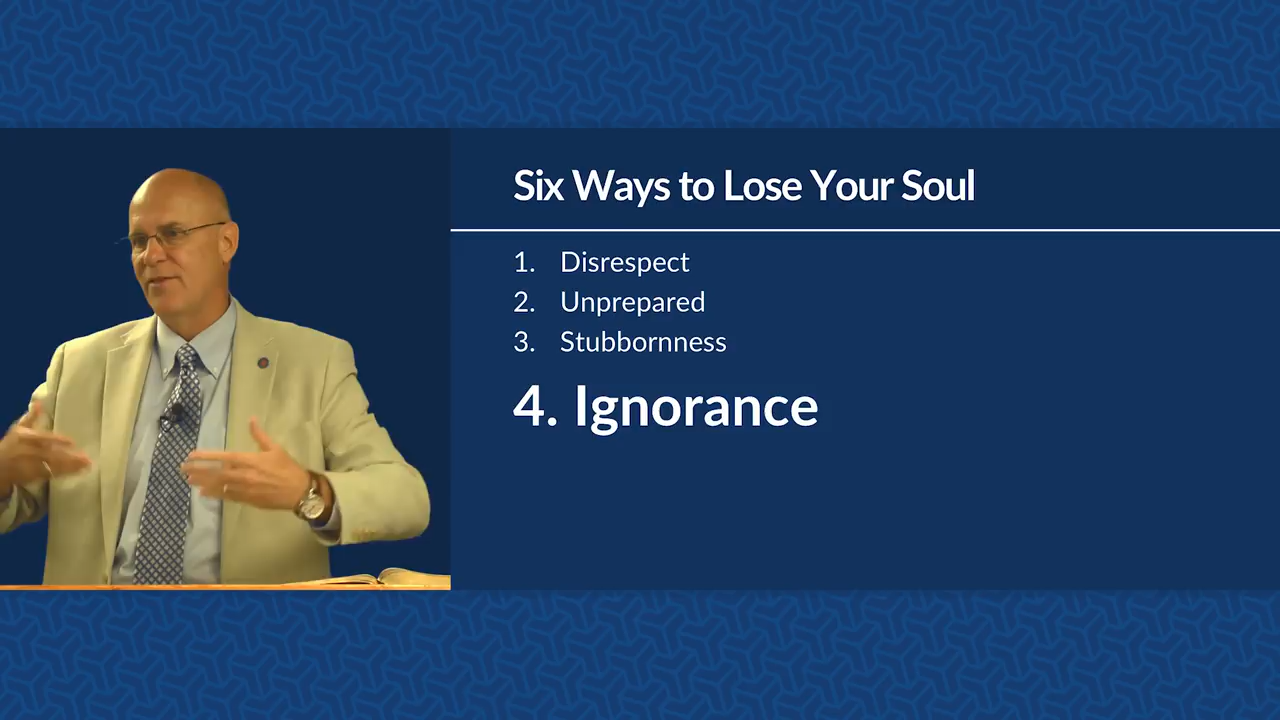 Six Ways to Lose Your Soul
1. Disrespect
2. Unprepared
3. Stubbornness
4. Ignorance